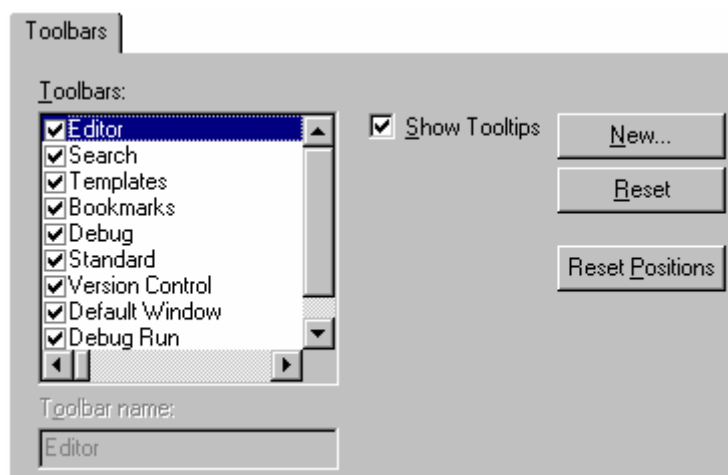 Toolbars
Toolbars:
Editor
Search
Templates
Bookmarks
Debug
Standard
Version Control
Default Window
Debug Run
Show Tooltips
New...
Reset
Reset Positions
Toolbar name:
Editor